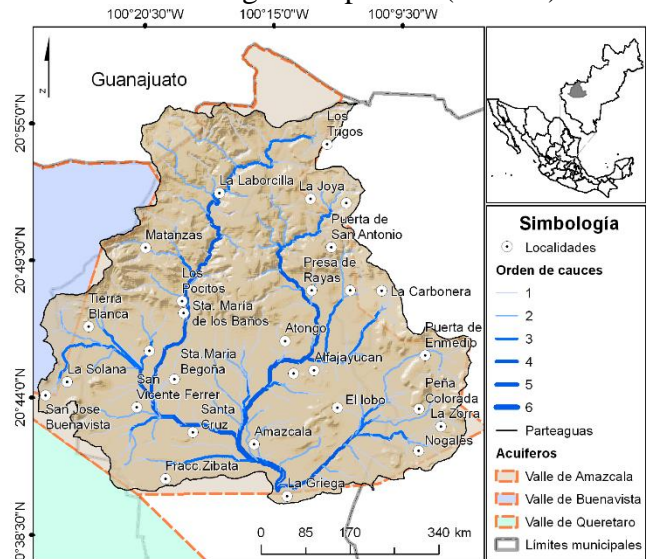 100°20'30"W 100°15'0"W 100°9'30"W
20°55'0"N
20°49'30"N
20°44'0"N
20°38'30"N
N
Guanajuato
Los
Trigos
La Laborcilla
La Joya
Matanzas
Puerta de
San Antonio
Los
Pocitos
Presa de
Rayas
La Carbonera
Tierra
Blanca
Sta. María
de los Baños
Atongo
Puerta de
Enmedio
La Solana
Sta.Maria
Begoña
Alfajayucan
San
Vicente Ferrer
Peña
Colorada
San Jose
Buenavista
Santa
Cruz
El lobo
La Zorra
Amazcala
Nogales
Fracc.Zibata
La Griega
0 85 170 340 km
Simbología
Localidades
Orden de cauces
1
2
3
4
5
6
Parteaguas
Acuiferos
Valle de Amazcala
Valle de Buenavista
Valle de Queretaro
Límites municipales